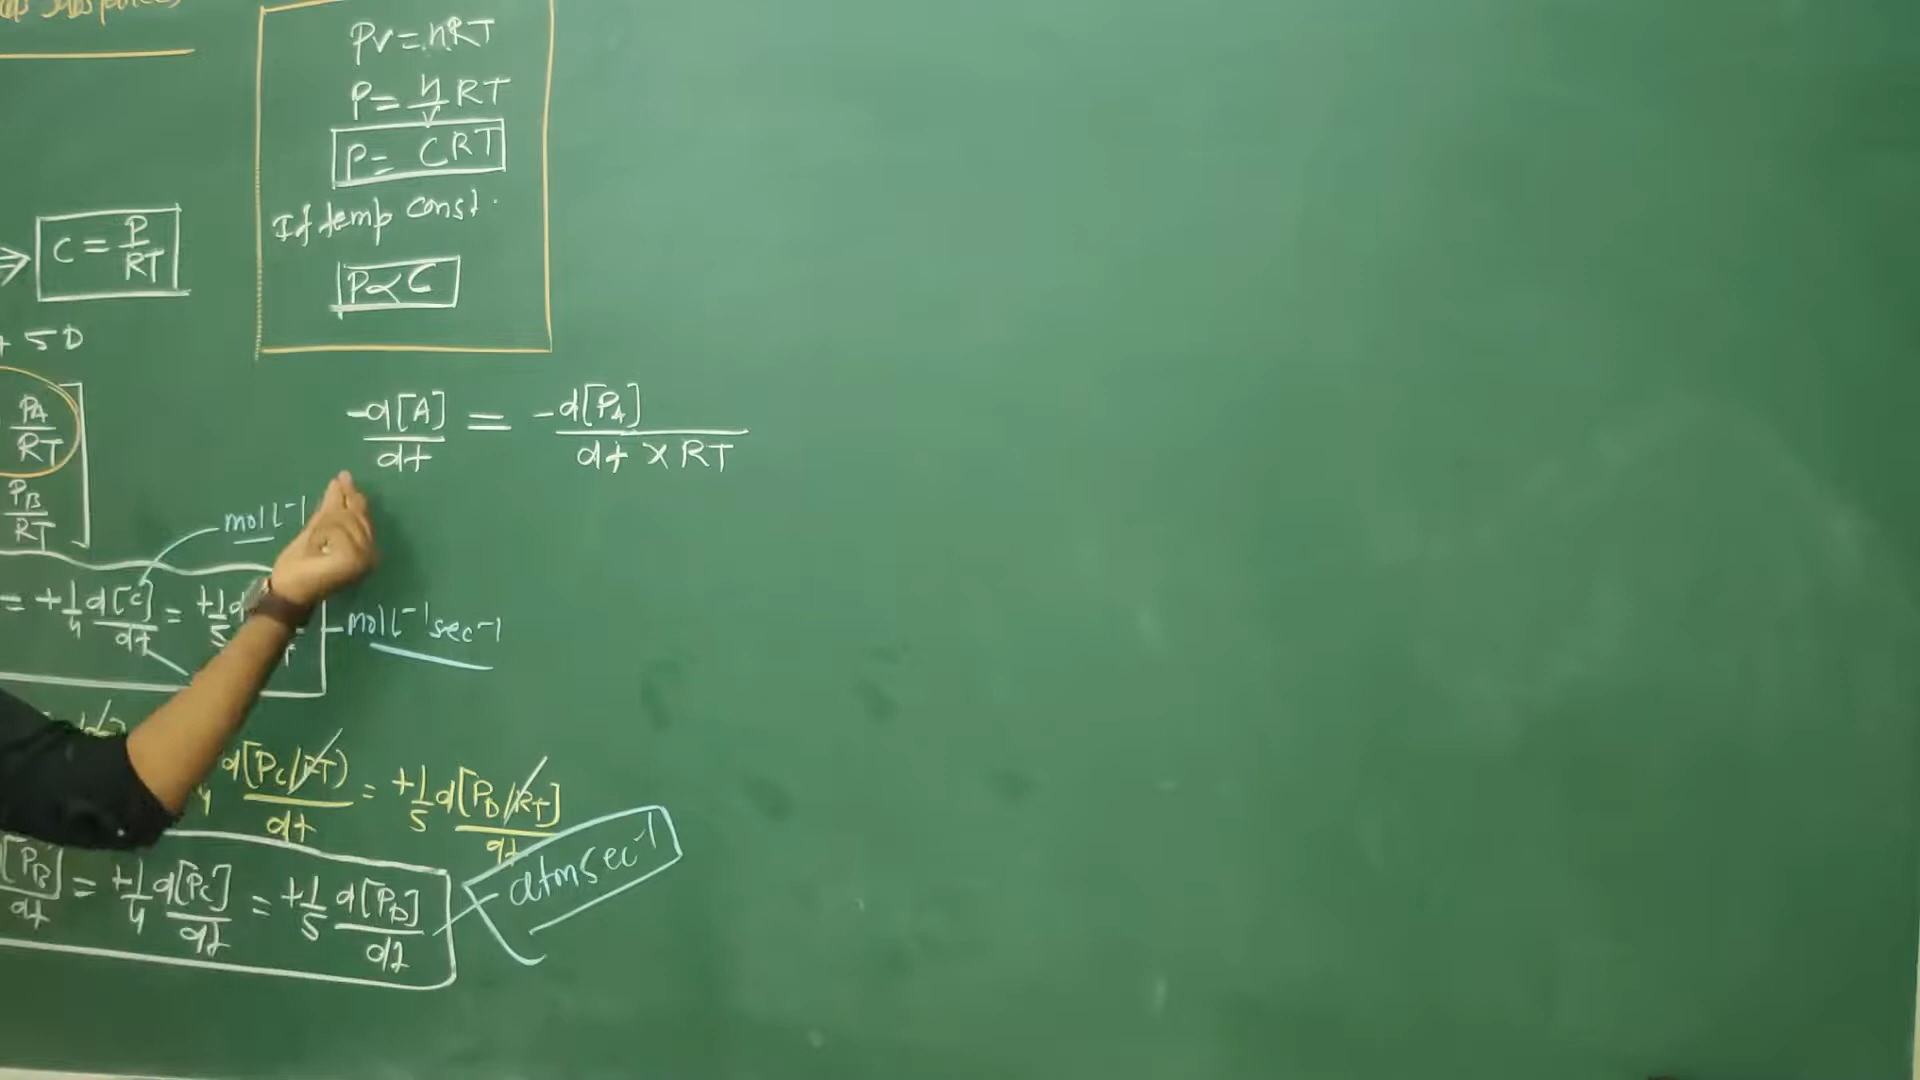 PV = nRT
P = n/V RT
P = CRT
If temp const.
P ∝ C
⇒ C = P/RT
+ 5D
PA/RT
-d[A]/dt = -d[PA]/dt × RT
PB/RT
mol L⁻¹
= +1/4 d[C]/dt = +1/5 d
mol L⁻¹ sec⁻¹
d[PC/RT)/dt = +1/5 d[PD/RT]/dt
[PB]/dt = +1/4 d[PC]/dt = +1/5 d[PD]/dt
atm sec⁻¹